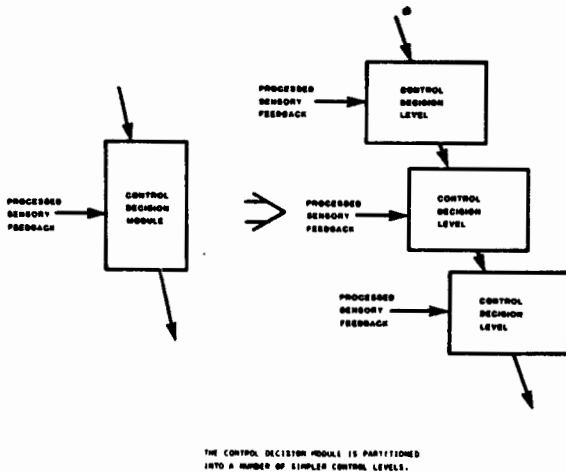 PROCESSED
SENSORY
FEEDBACK
CONTROL
DECISION
MODULE
PROCESSED
SENSORY
FEEDBACK
CONTROL
DECISION
LEVEL
PROCESSED
SENSORY
FEEDBACK
CONTROL
DECISION
LEVEL
PROCESSED
SENSORY
FEEDBACK
CONTROL
DECISION
LEVEL
THE CONTROL DECISION MODULE IS PARTITIONED
INTO A NUMBER OF SIMPLER CONTROL LEVELS.